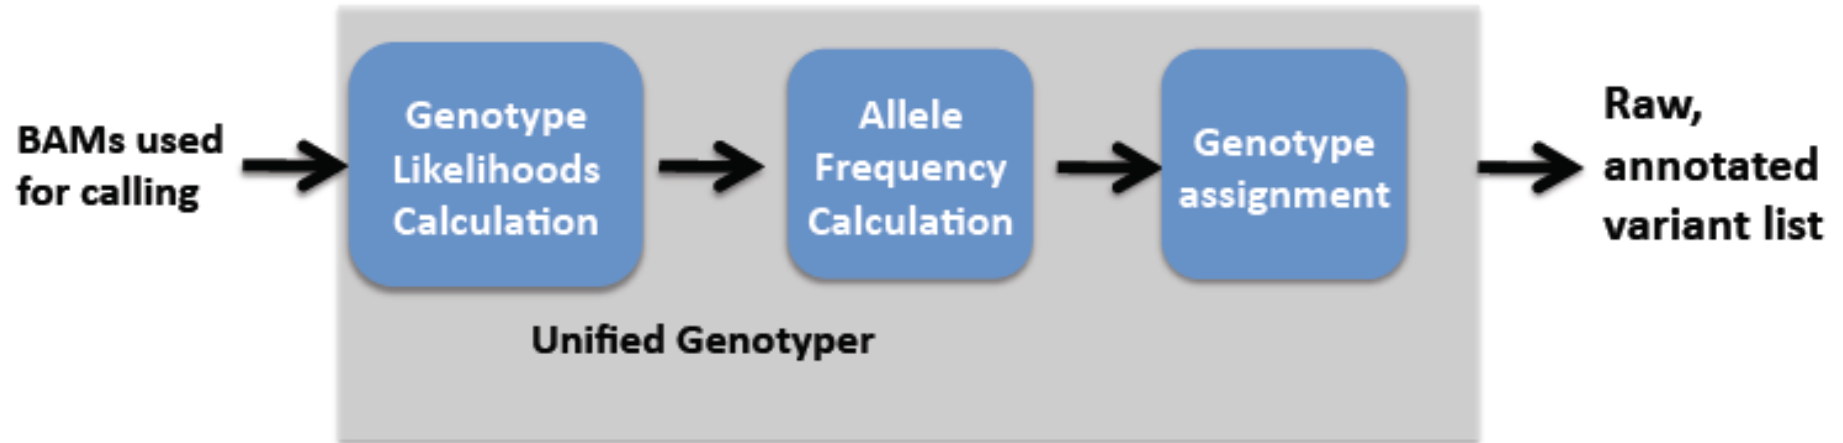 BAMs used
for calling
Genotype
Likelihoods
Calculation
Allele
Frequency
Calculation
Genotype
assignment
Raw,
annotated
variant list
Unified Genotyper